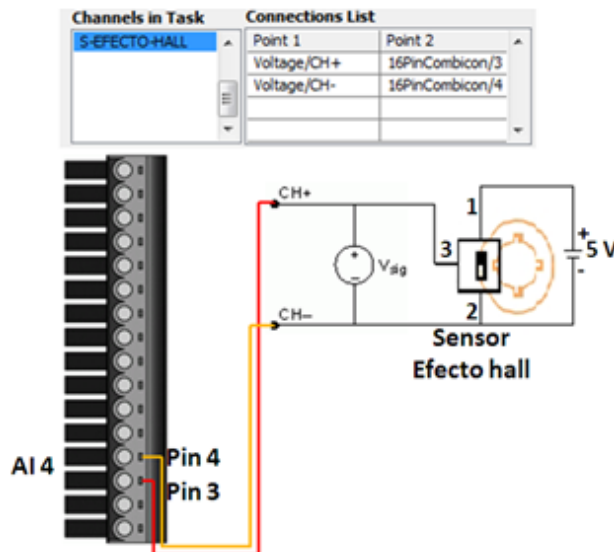 Channels in Task
Connections List
S-EFECTO-HALL
Point 1 Point 2
Voltage/CH+ 16PinCombicon/3
Voltage/CH- 16PinCombicon/4
CH+
1
+
3
5 V
+
-
Vsig
-
CH-
2
Sensor
Efecto hall
AI 4
Pin 4
Pin 3